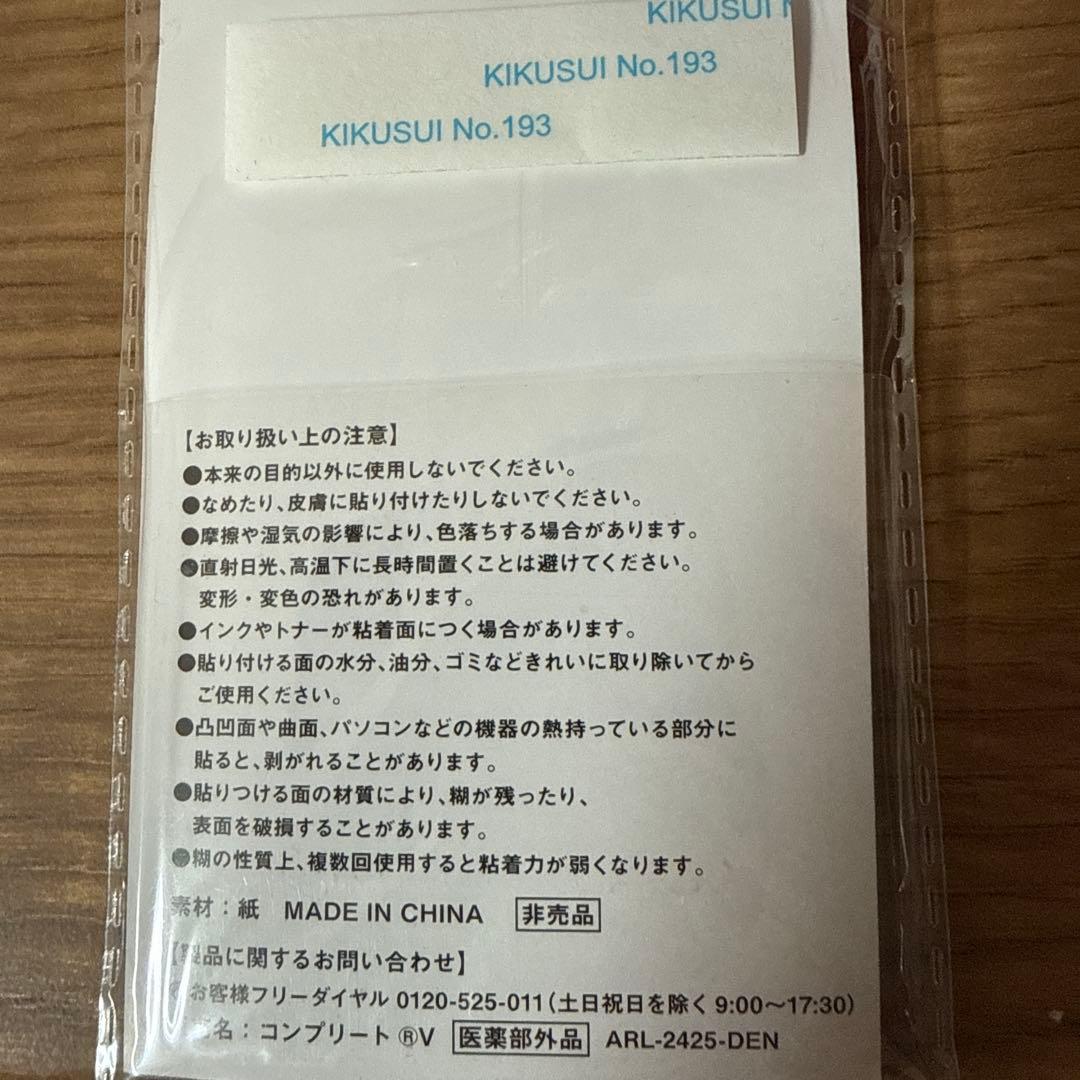 KIKUSUI
KIKUSUI No.193
KIKUSUI No.193
【お取り扱い上の注意】
●本来の目的以外に使用しないでください。
●なめたり、皮膚に貼り付けたりしないでください。
●摩擦や湿気の影響により、色落ちする場合があります。
●直射日光、高温下に長時間置くことは避けてください。
変形・変色の恐れがあります。
●インクやトナーが粘着面につく場合があります。
●貼り付ける面の水分、油分、ゴミなどきれいに取り除いてから
ご使用ください。
●凸凹面や曲面、パソコンなどの機器の熱持っている部分に
貼ると、剥がれることがあります。
●貼りつける面の材質により、糊が残ったり、
表面を破損することがあります。
●糊の性質上、複数回使用すると粘着力が弱くなります。
素材：紙 MADE IN CHINA 非売品
【製品に関するお問い合わせ】
お客様フリーダイヤル 0120-525-011（土日祝日を除く 9:00～17:30）
名：コンプリート ®V 医薬部外品 ARL-2425-DEN